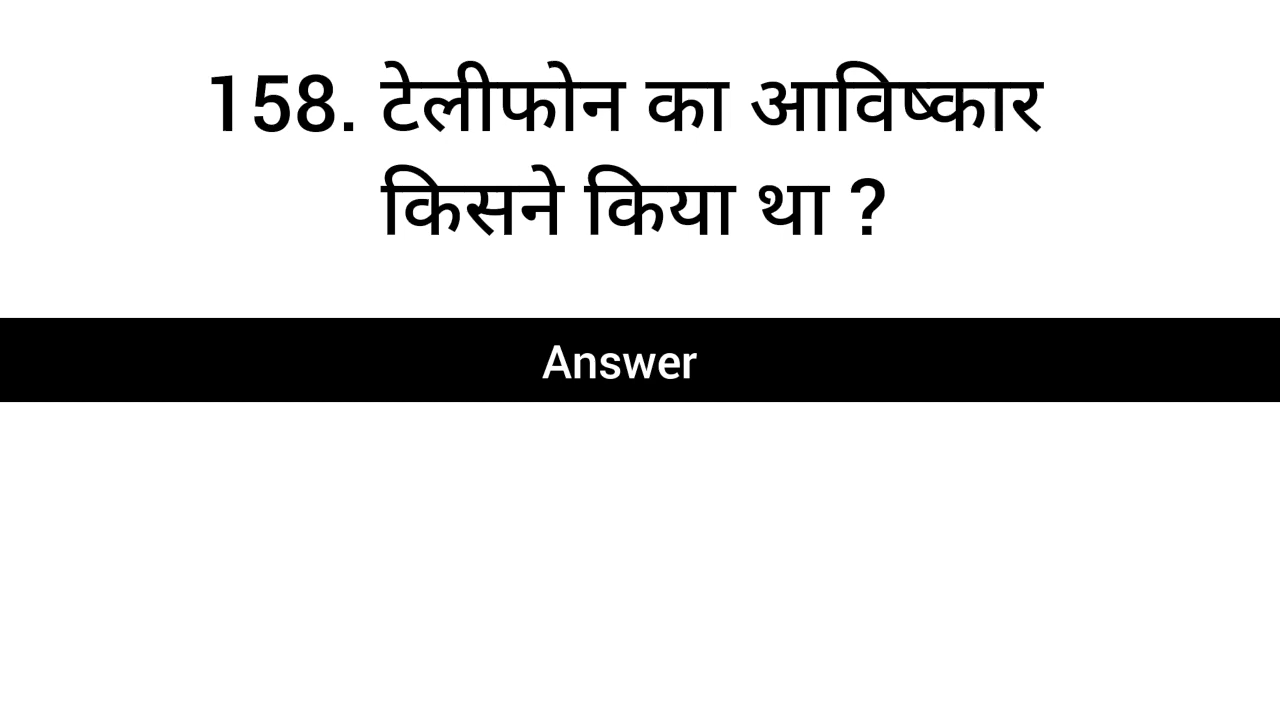 158. टेलीफोन का आविष्कार
किसने किया था ?
Answer